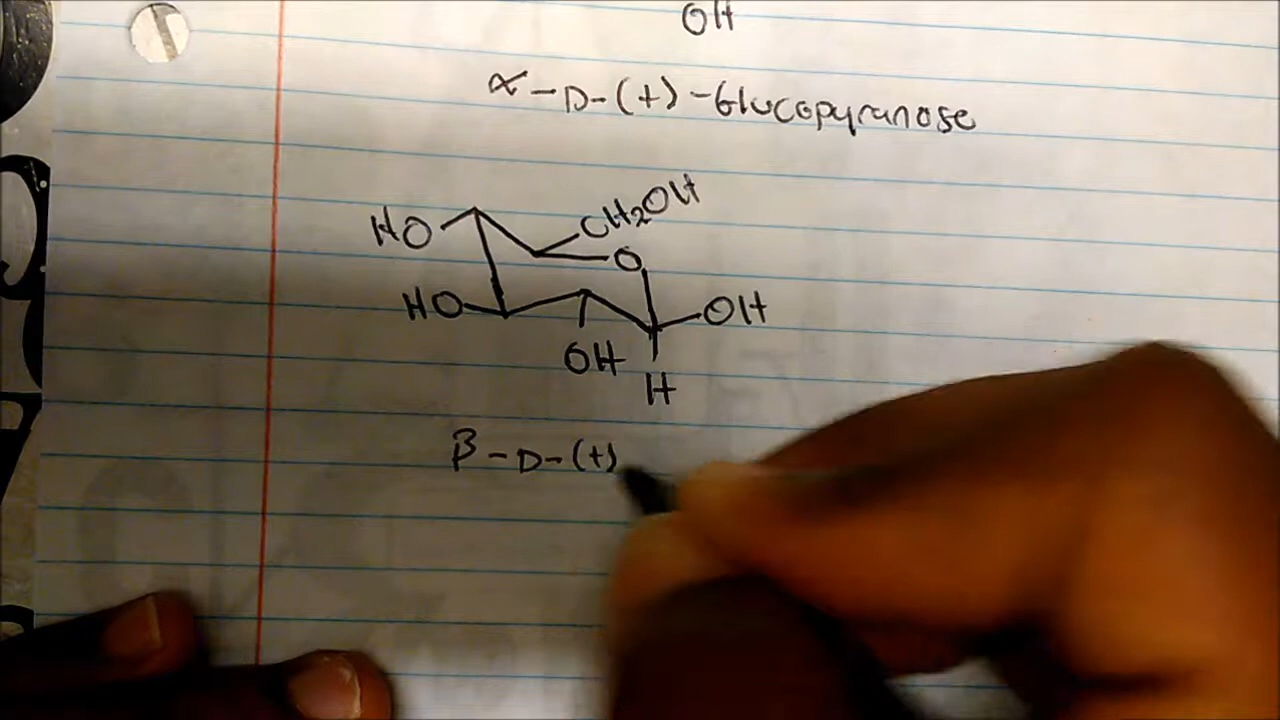 OH
α-D-(+)-Glucopyranose
CH₂OH
HO
O
HO
OH
OH
H
β-D-(+)